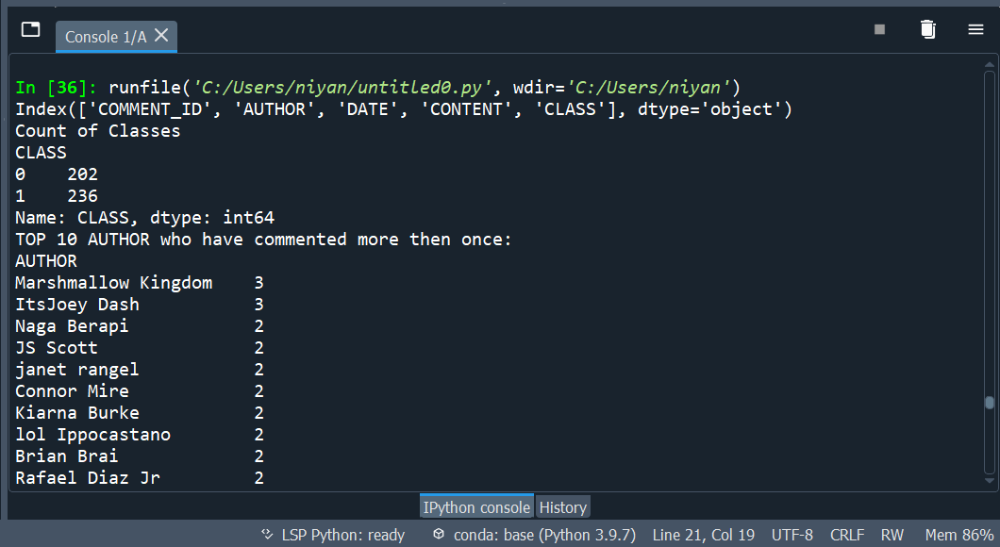 Console 1/A
In [36]: runfile('C:/Users/niyan/untitled0.py', wdir='C:/Users/niyan')
Index(['COMMENT_ID', 'AUTHOR', 'DATE', 'CONTENT', 'CLASS'], dtype='object')
Count of Classes
CLASS
0    202
1    236
Name: CLASS, dtype: int64
TOP 10 AUTHOR who have commented more then once:
AUTHOR
Marshmallow Kingdom    3
ItsJoey Dash           3
Naga Berapi            2
JS Scott               2
janet rangel           2
Connor Mire            2
Kiarna Burke           2
lol Ippocastano        2
Brian Brai             2
Rafael Diaz Jr         2
IPython console History
LSP Python: ready conda: base (Python 3.9.7) Line 21, Col 19 UTF-8 CRLF RW Mem 86%